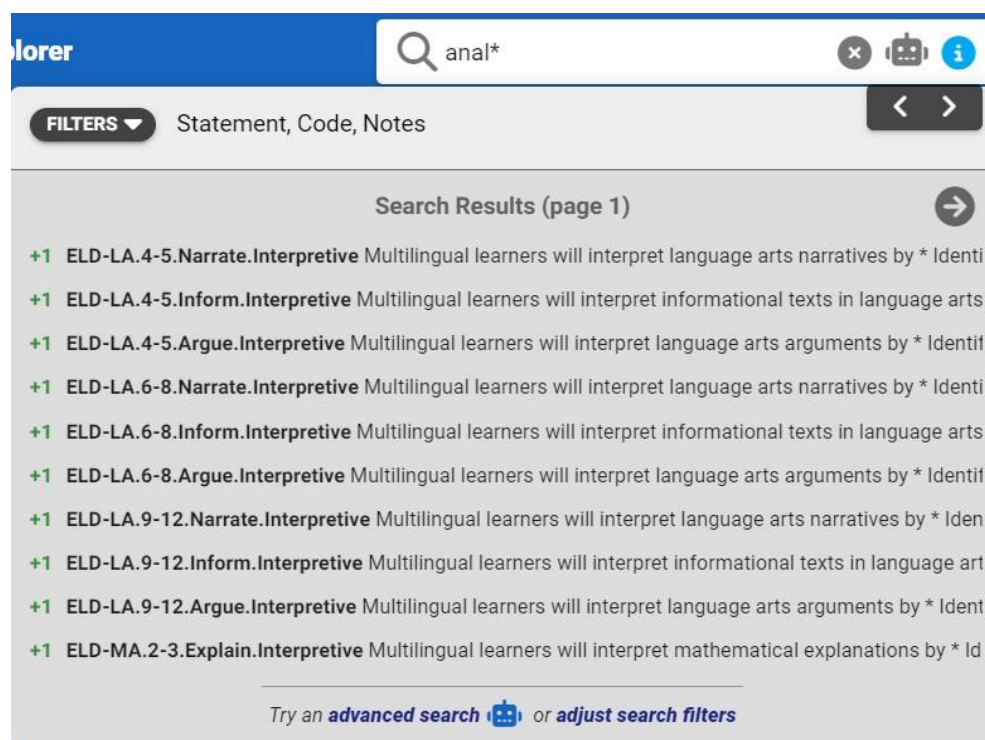 lorer
anal*
FILTERS Statement, Code, Notes
Search Results (page 1)
+1 ELD-LA.4-5.Narrate.Interpretive Multilingual learners will interpret language arts narratives by * Identi
+1 ELD-LA.4-5.Inform.Interpretive Multilingual learners will interpret informational texts in language arts
+1 ELD-LA.4-5.Argue.Interpretive Multilingual learners will interpret language arts arguments by * Identif
+1 ELD-LA.6-8.Narrate.Interpretive Multilingual learners will interpret language arts narratives by * Identi
+1 ELD-LA.6-8.Inform.Interpretive Multilingual learners will interpret informational texts in language arts
+1 ELD-LA.6-8.Argue.Interpretive Multilingual learners will interpret language arts arguments by * Identif
+1 ELD-LA.9-12.Narrate.Interpretive Multilingual learners will interpret language arts narratives by * Iden
+1 ELD-LA.9-12.Inform.Interpretive Multilingual learners will interpret informational texts in language art
+1 ELD-LA.9-12.Argue.Interpretive Multilingual learners will interpret language arts arguments by * Ident
+1 ELD-MA.2-3.Explain.Interpretive Multilingual learners will interpret mathematical explanations by * Id
Try an advanced search or adjust search filters